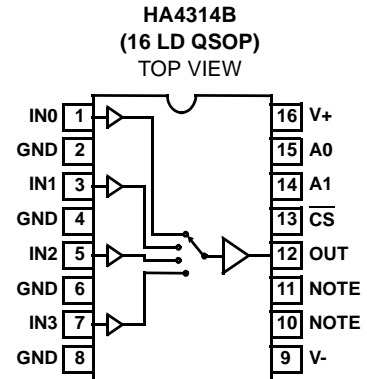 HA4314B
(16 LD QSOP)
TOP VIEW
IN0 1 16 V+
GND 2 15 A0
IN1 3 14 A1
GND 4 13 C̅S̅
IN2 5 12 OUT
GND 6 11 NOTE
IN3 7 10 NOTE
GND 8 9 V-